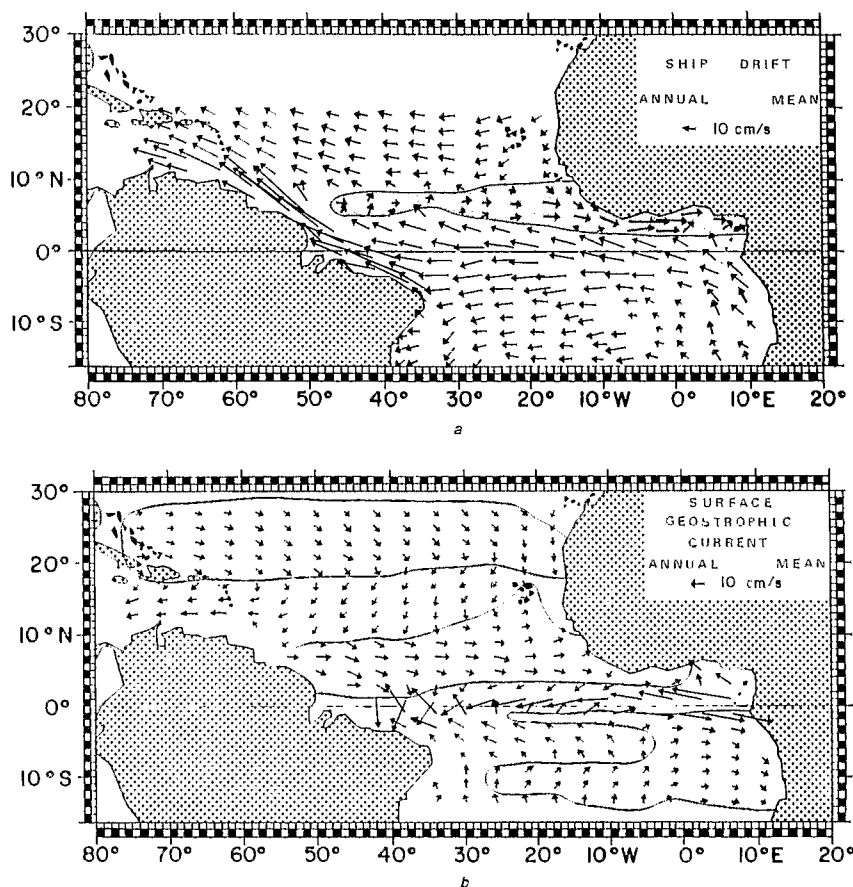 30°
20°
10°N
0°
10°S
SHIP DRIFT
ANNUAL MEAN
10 cm/s
80° 70° 60° 50° 40° 30° 20° 10°W 0° 10°E 20°
a
30°
20°
10°N
0°
10°S
SURFACE
GEOSTROPHIC
CURRENT
ANNUAL MEAN
10 cm/s
80° 70° 60° 50° 40° 30° 20° 10°W 0° 10°E 20°
b